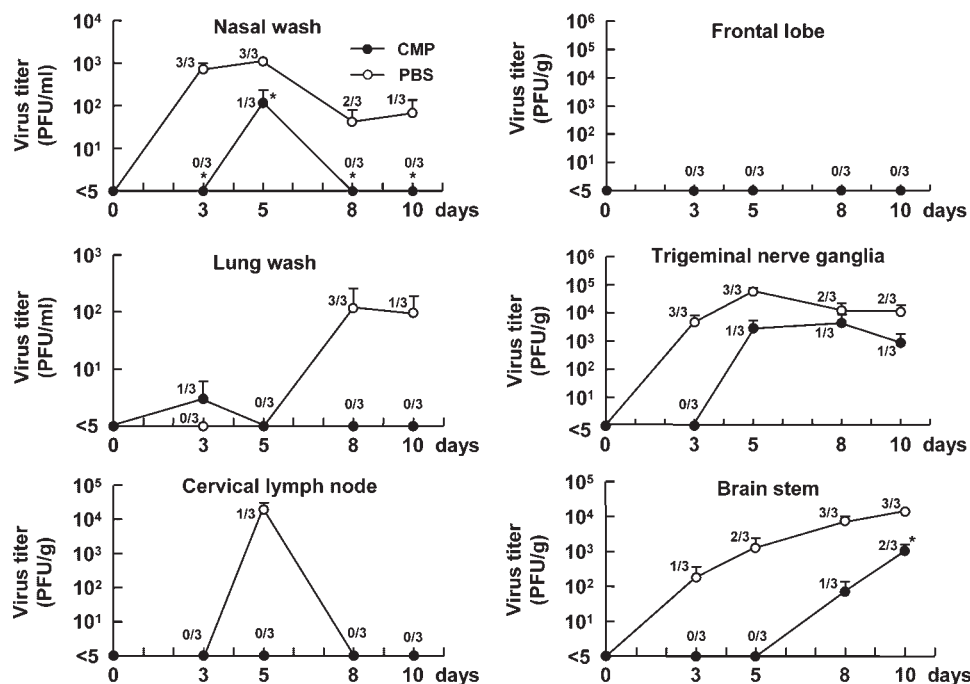 Nasal wash
Virus titer
(PFU/ml)
10⁴
10³
10²
10¹
<5
CMP
PBS
3/3
3/3
2/3
1/3
1/3 *
0/3
*
0/3
*
0/3
*
0 3 5 8 10 days
Frontal lobe
Virus titer
(PFU/g)
10⁶
10⁵
10⁴
10³
10²
10¹
<5
0/3 0/3 0/3 0/3
0 3 5 8 10 days
Lung wash
Virus titer
(PFU/ml)
10³
10²
10¹
<5
3/3
1/3
1/3
0/3
0/3
0/3
0/3
0 3 5 8 10 days
Trigeminal nerve ganglia
Virus titer
(PFU/g)
10⁶
10⁵
10⁴
10³
10²
10¹
<5
3/3
3/3
2/3
2/3
1/3
1/3
1/3
0/3
0 3 5 8 10 days
Cervical lymph node
Virus titer
(PFU/g)
10⁵
10⁴
10³
10²
10¹
<5
1/3
0/3 0/3 0/3 0/3
0 3 5 8 10 days
Brain stem
Virus titer
(PFU/g)
10⁵
10⁴
10³
10²
10¹
<5
3/3
3/3
2/3
1/3
2/3 *
1/3
0/3 0/3
0 3 5 8 10 days